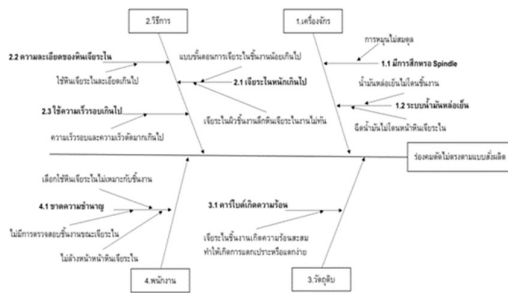 2.วิธีการ
1.เครื่องจักร
การหมุนไม่สมดุล
2.2 ความละเอียดของหินเจียระไน
แบบขั้นตอนการเจียระไนชิ้นงานน้อยเกินไป
1.1 มีการสึกหรอ Spindle
ใช้หินเจียระไนละเอียดเกินไป
2.1 เจียระไนหนักเกินไป
น้ำมันหล่อเย็นไม่โดนชิ้นงาน
2.3 ใช้ความเร็วรอบเกินไป
1.2 ระบบน้ำมันหล่อเย็น
เจียระไนผิวชิ้นงานลึกหินเจียระไนงานไม่ทัน
ความเร็วรอบและความเร็วตัดมากเกินไป
ฉีดน้ำมันไม่โดนหน้าหินเจียระไน
ร่องคมตัดไม่ตรงตามแบบสั่งผลิต
เลือกใช้หินเจียระไนไม่เหมาะกับชิ้นงาน
4.1 ขาดความชำนาญ
3.1 คาร์ไบด์เกิดความร้อน
ไม่มีการตรวจสอบชิ้นงานขณะเจียระไน
เจียระไนชิ้นงานเกิดความร้อนสะสม
ทำให้เกิดการแตกเปราะหรือแตกง่าย
ไม่ล้างหน้าหน้าหินเจียระไน
4.พนักงาน
3.วัตถุดิบ